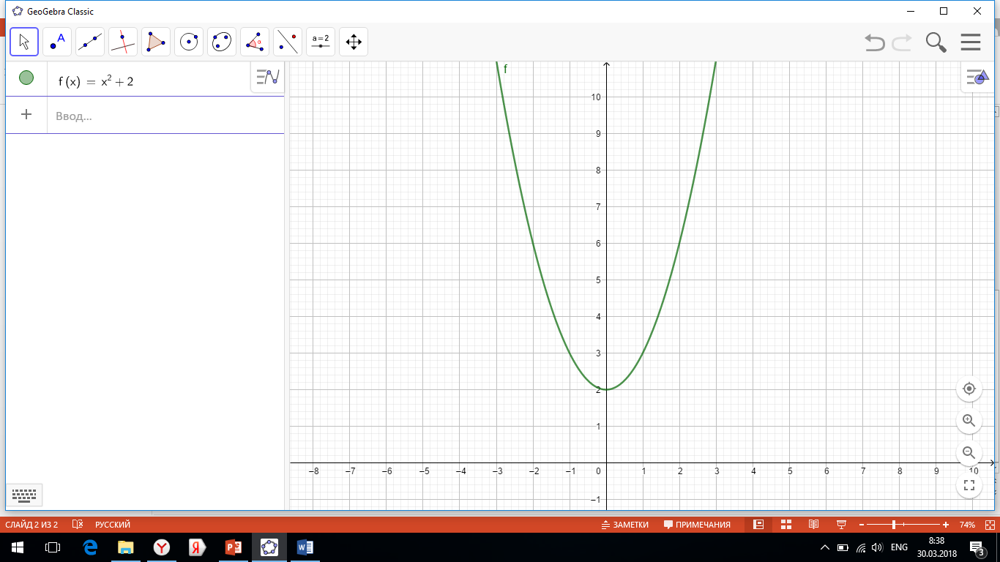 GeoGebra Classic
A
α
a=2
f (x) = x² + 2
+ Ввод...
f
10
9
8
7
6
5
4
3
2
1
–8 –7 –6 –5 –4 –3 –2 –1 0 1 2 3 4 5 6 7 8 9 10
–1
СЛАЙД 2 ИЗ 2 РУССКИЙ ЗАМЕТКИ ПРИМЕЧАНИЯ 74%
ENG
8:38
30.03.2018
3